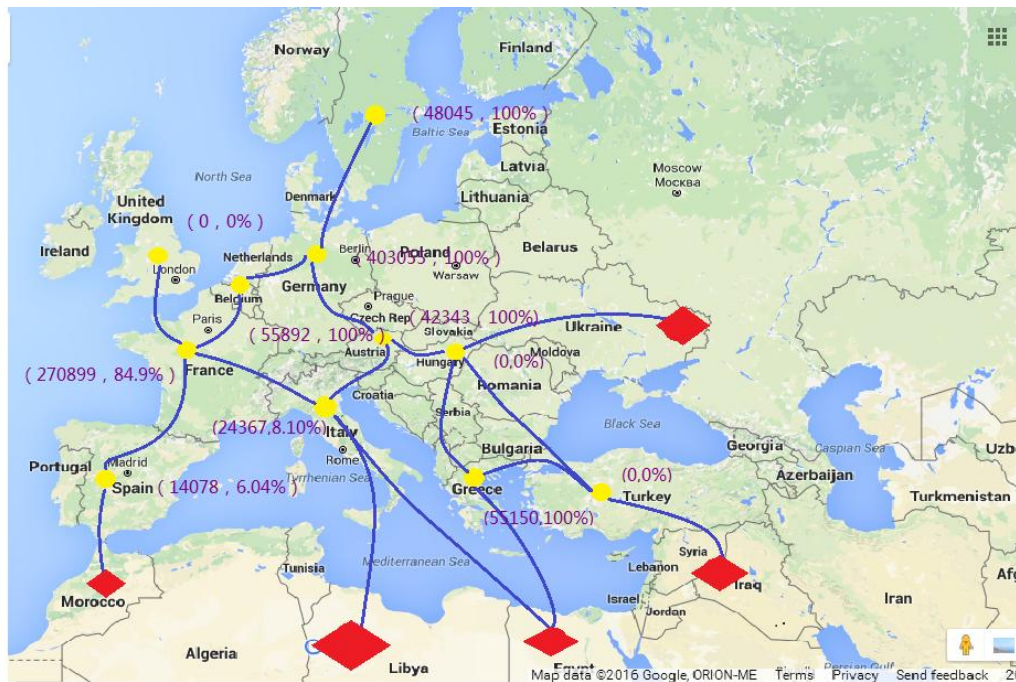 Norway
Finland
( 48045 , 100% )
Baltic Sea
Estonia
Moscow
Москва
North Sea
Latvia
Denmark
Lithuania
United
Kingdom
( 0 , 0% )
Ireland
Netherlands
Berlin
Poland
Belarus
( 403055 , 100% )
London
Warsaw
Germany
Belgium
Prague
Paris
Czech Rep
( 42343 , 100% )
Slovakia
Ukraine
( 55892 , 100% )
Austria
Hungary
(0,0%)
Moldova
France
( 270899 , 84.9% )
Romania
Croatia
Serbia
(24367,8.10%)
Italy
Black Sea
Bulgaria
Georgia
Caspian Sea
Uzb
Rome
Portugal
Madrid
Tyrrhenian Sea
Azerbaijan
Spain
( 14078 , 6.04% )
Greece
(0,0%)
Turkey
Turkmenistan
(55150,100%)
Syria
Mediterranean Sea
Lebanon
Tunisia
Iraq
Afg
Morocco
Israel
Iran
Jordan
Algeria
Libya
Egypt
Persian Gulf
Map data ©2016 Google, ORION-ME Terms Privacy Send feedback